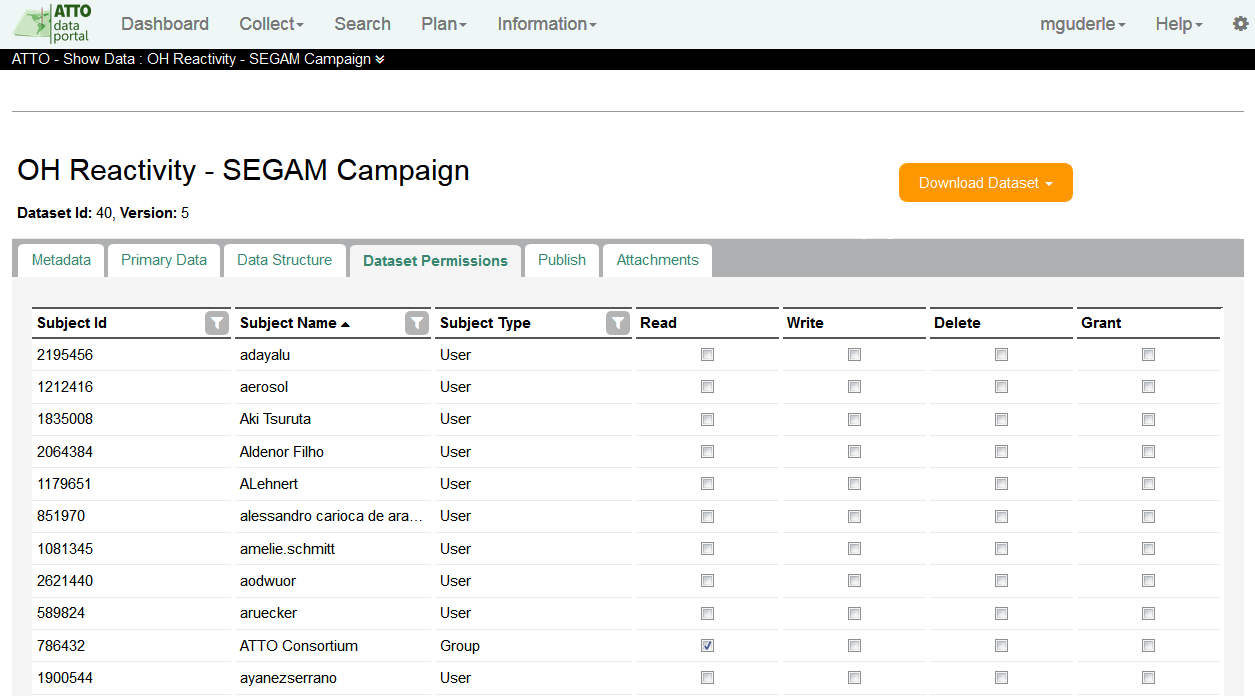 ATTO
data
portal
Dashboard Collect Search Plan Information mguderle Help
ATTO - Show Data : OH Reactivity - SEGAM Campaign
OH Reactivity - SEGAM Campaign
Download Dataset
Dataset Id: 40, Version: 5
Metadata Primary Data Data Structure Dataset Permissions Publish Attachments
Subject Id Subject Name Subject Type Read Write Delete Grant
2195456 adayalu User
1212416 aerosol User
1835008 Aki Tsuruta User
2064384 Aldenor Filho User
1179651 ALehnert User
851970 alessandro carioca de ara... User
1081345 amelie.schmitt User
2621440 aodwuor User
589824 aruecker User
786432 ATTO Consortium Group
1900544 ayanezserrano User